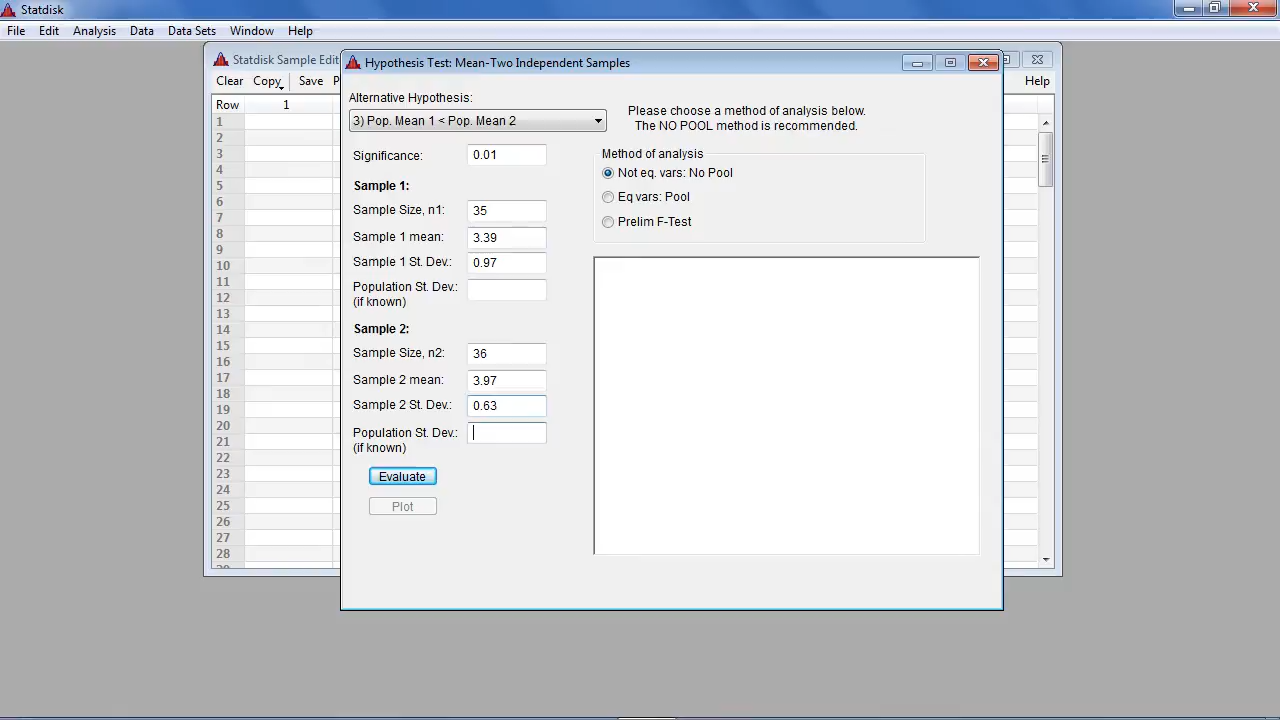 Statdisk
File Edit Analysis Data Data Sets Window Help
Statdisk Sample Edit
Hypothesis Test: Mean-Two Independent Samples
Clear Copy Save Help
Row 1
1
2
3
4
5
6
7
8
9
10
11
12
13
14
15
16
17
18
19
20
21
22
23
24
25
26
27
28
Alternative Hypothesis:
3) Pop. Mean 1 < Pop. Mean 2
Significance: 0.01
Sample 1:
Sample Size, n1: 35
Sample 1 mean: 3.39
Sample 1 St. Dev.: 0.97
Population St. Dev.:
(if known)
Sample 2:
Sample Size, n2: 36
Sample 2 mean: 3.97
Sample 2 St. Dev.: 0.63
Population St. Dev.:
(if known)
Evaluate
Plot
Please choose a method of analysis below.
The NO POOL method is recommended.
Method of analysis
Not eq. vars: No Pool
Eq vars: Pool
Prelim F-Test